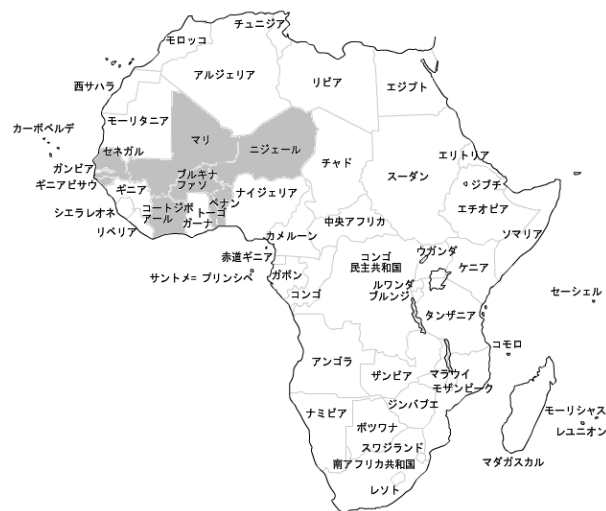 チュニジア
モロッコ
アルジェリア
リビア
エジプト
西サハラ
モーリタニア
マリ
ニジェール
カーボベルデ
セネガル
ガンビア
ギニアビサウ
ギニア
ブルキナ
ファソ
チャド
スーダン
エリトリア
ジブチ
エチオピア
ソマリア
シエラレオネ
リベリア
コートジボ
アール
ガーナ
トーゴ
ベナン
ナイジェリア
カメルーン
中央アフリカ
赤道ギニア
サントメ= プリンシペ
ガボン
コンゴ
コンゴ
民主共和国
ウガンダ
ケニア
ルワンダ
ブルンジ
タンザニア
セーシェル
コモロ
アンゴラ
ザンビア
マラウイ
モザンビーク
ジンバブエ
ナミビア
ボツワナ
スワジランド
南アフリカ共和国
レソト
マダガスカル
モーリシャス
レユニオン